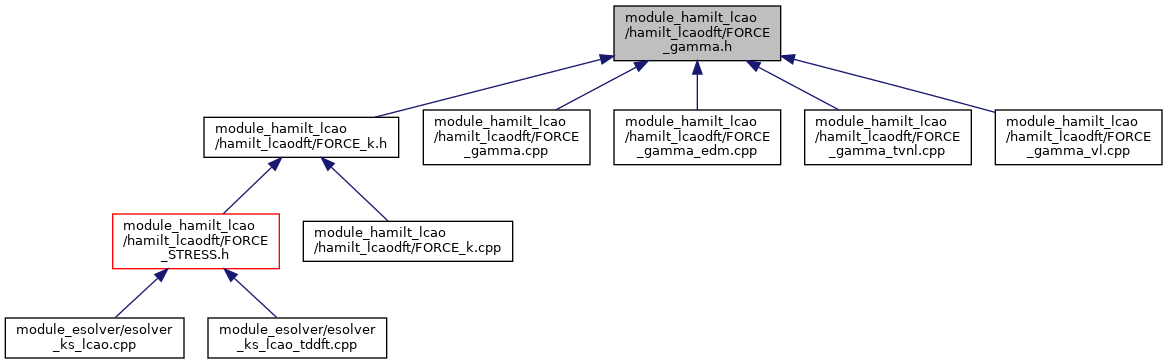 module_hamilt_lcao
/hamilt_lcaodft/FORCE
_gamma.h
module_hamilt_lcao
/hamilt_lcaodft/FORCE_k.h
module_hamilt_lcao
/hamilt_lcaodft/FORCE
_gamma.cpp
module_hamilt_lcao
/hamilt_lcaodft/FORCE
_gamma_edm.cpp
module_hamilt_lcao
/hamilt_lcaodft/FORCE
_gamma_tvnl.cpp
module_hamilt_lcao
/hamilt_lcaodft/FORCE
_gamma_vl.cpp
module_hamilt_lcao
/hamilt_lcaodft/FORCE
_STRESS.h
module_hamilt_lcao
/hamilt_lcaodft/FORCE_k.cpp
module_esolver/esolver
_ks_lcao.cpp
module_esolver/esolver
_ks_lcao_tddft.cpp